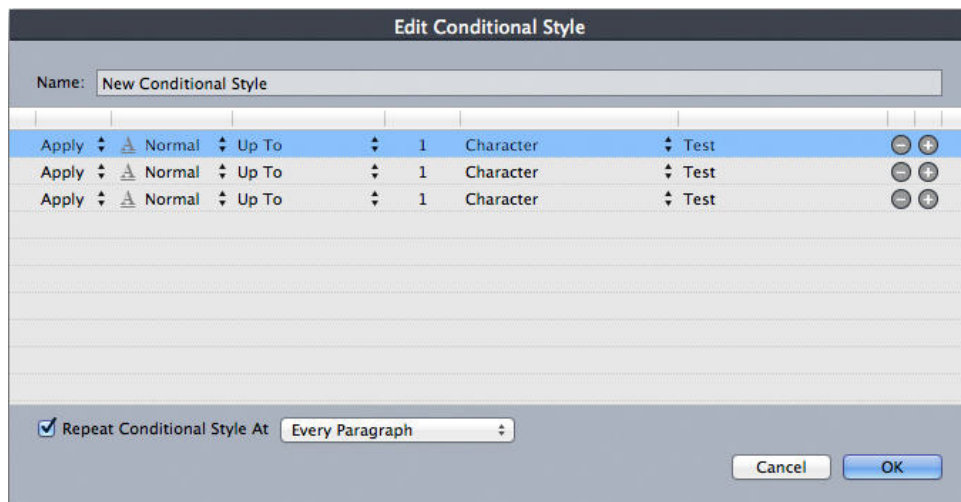 Edit Conditional Style
Name: New Conditional Style
Apply A Normal Up To 1 Character Test
Apply A Normal Up To 1 Character Test
Apply A Normal Up To 1 Character Test
Repeat Conditional Style At Every Paragraph
Cancel OK